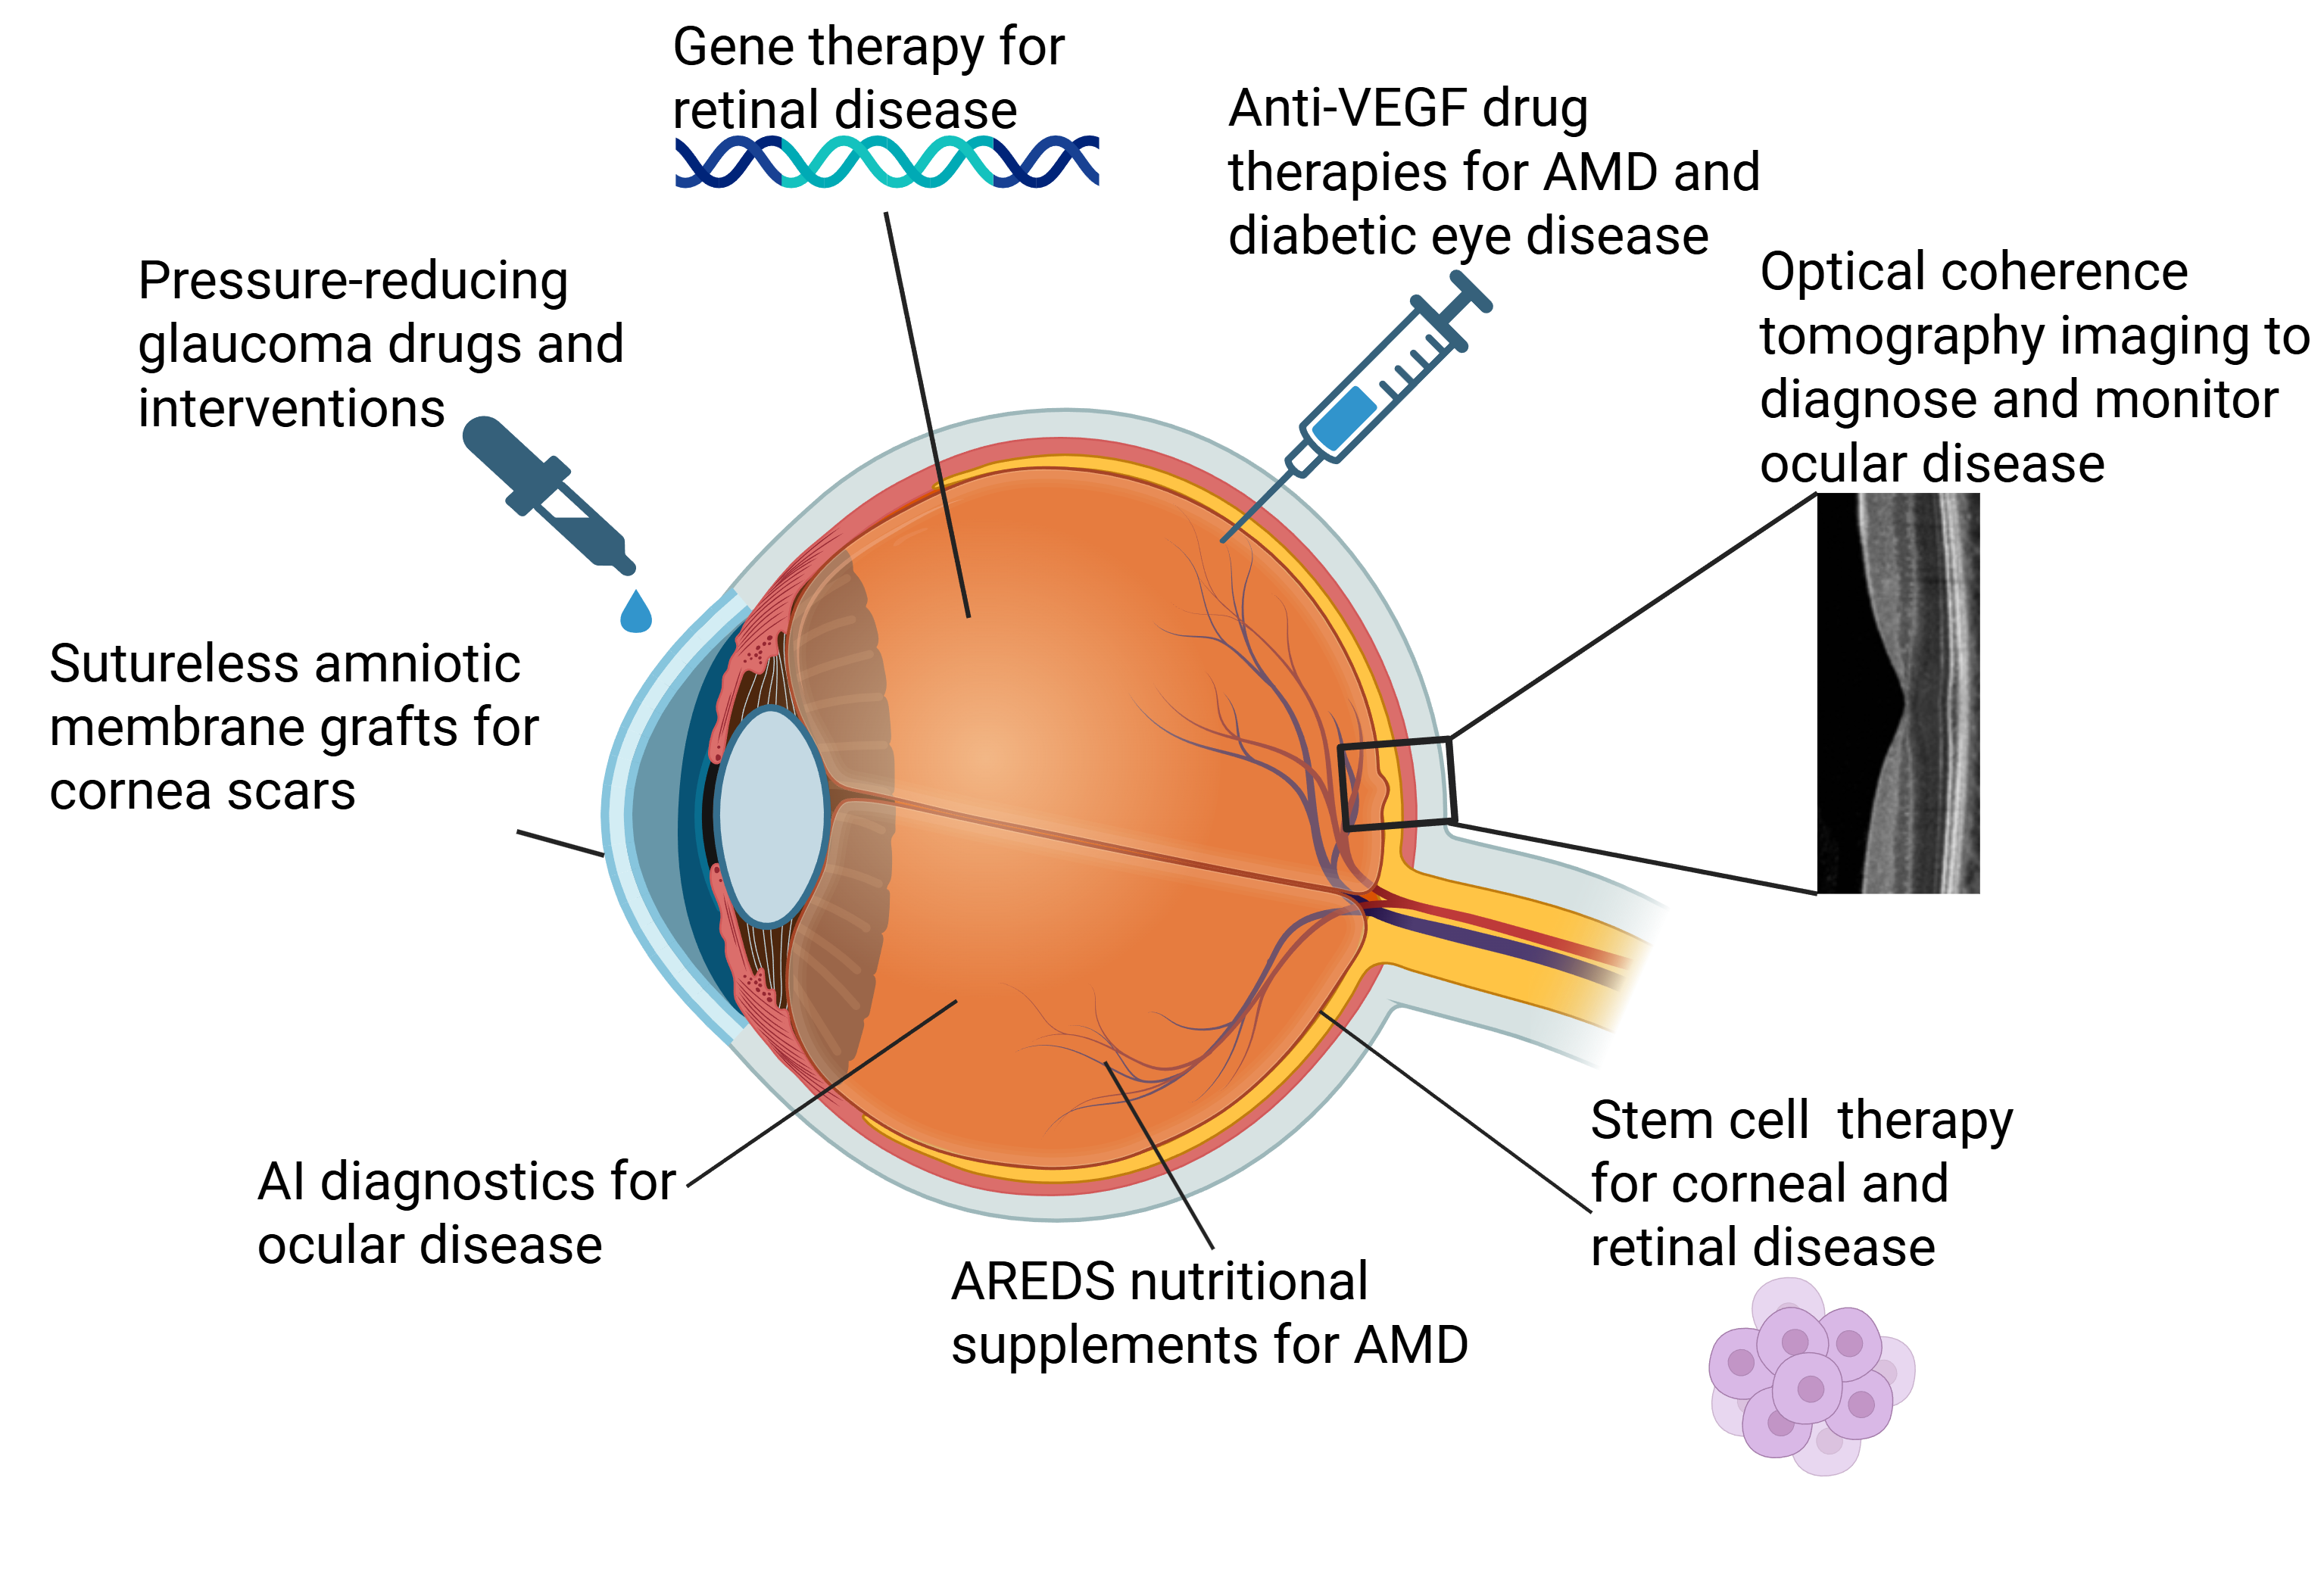 Gene therapy for
retinal disease
Anti-VEGF drug
therapies for AMD and
diabetic eye disease
Optical coherence
tomography imaging to
diagnose and monitor
ocular disease
Pressure-reducing
glaucoma drugs and
interventions
Sutureless amniotic
membrane grafts for
cornea scars
AI diagnostics for
ocular disease
AREDS nutritional
supplements for AMD
Stem cell  therapy
for corneal and
retinal disease